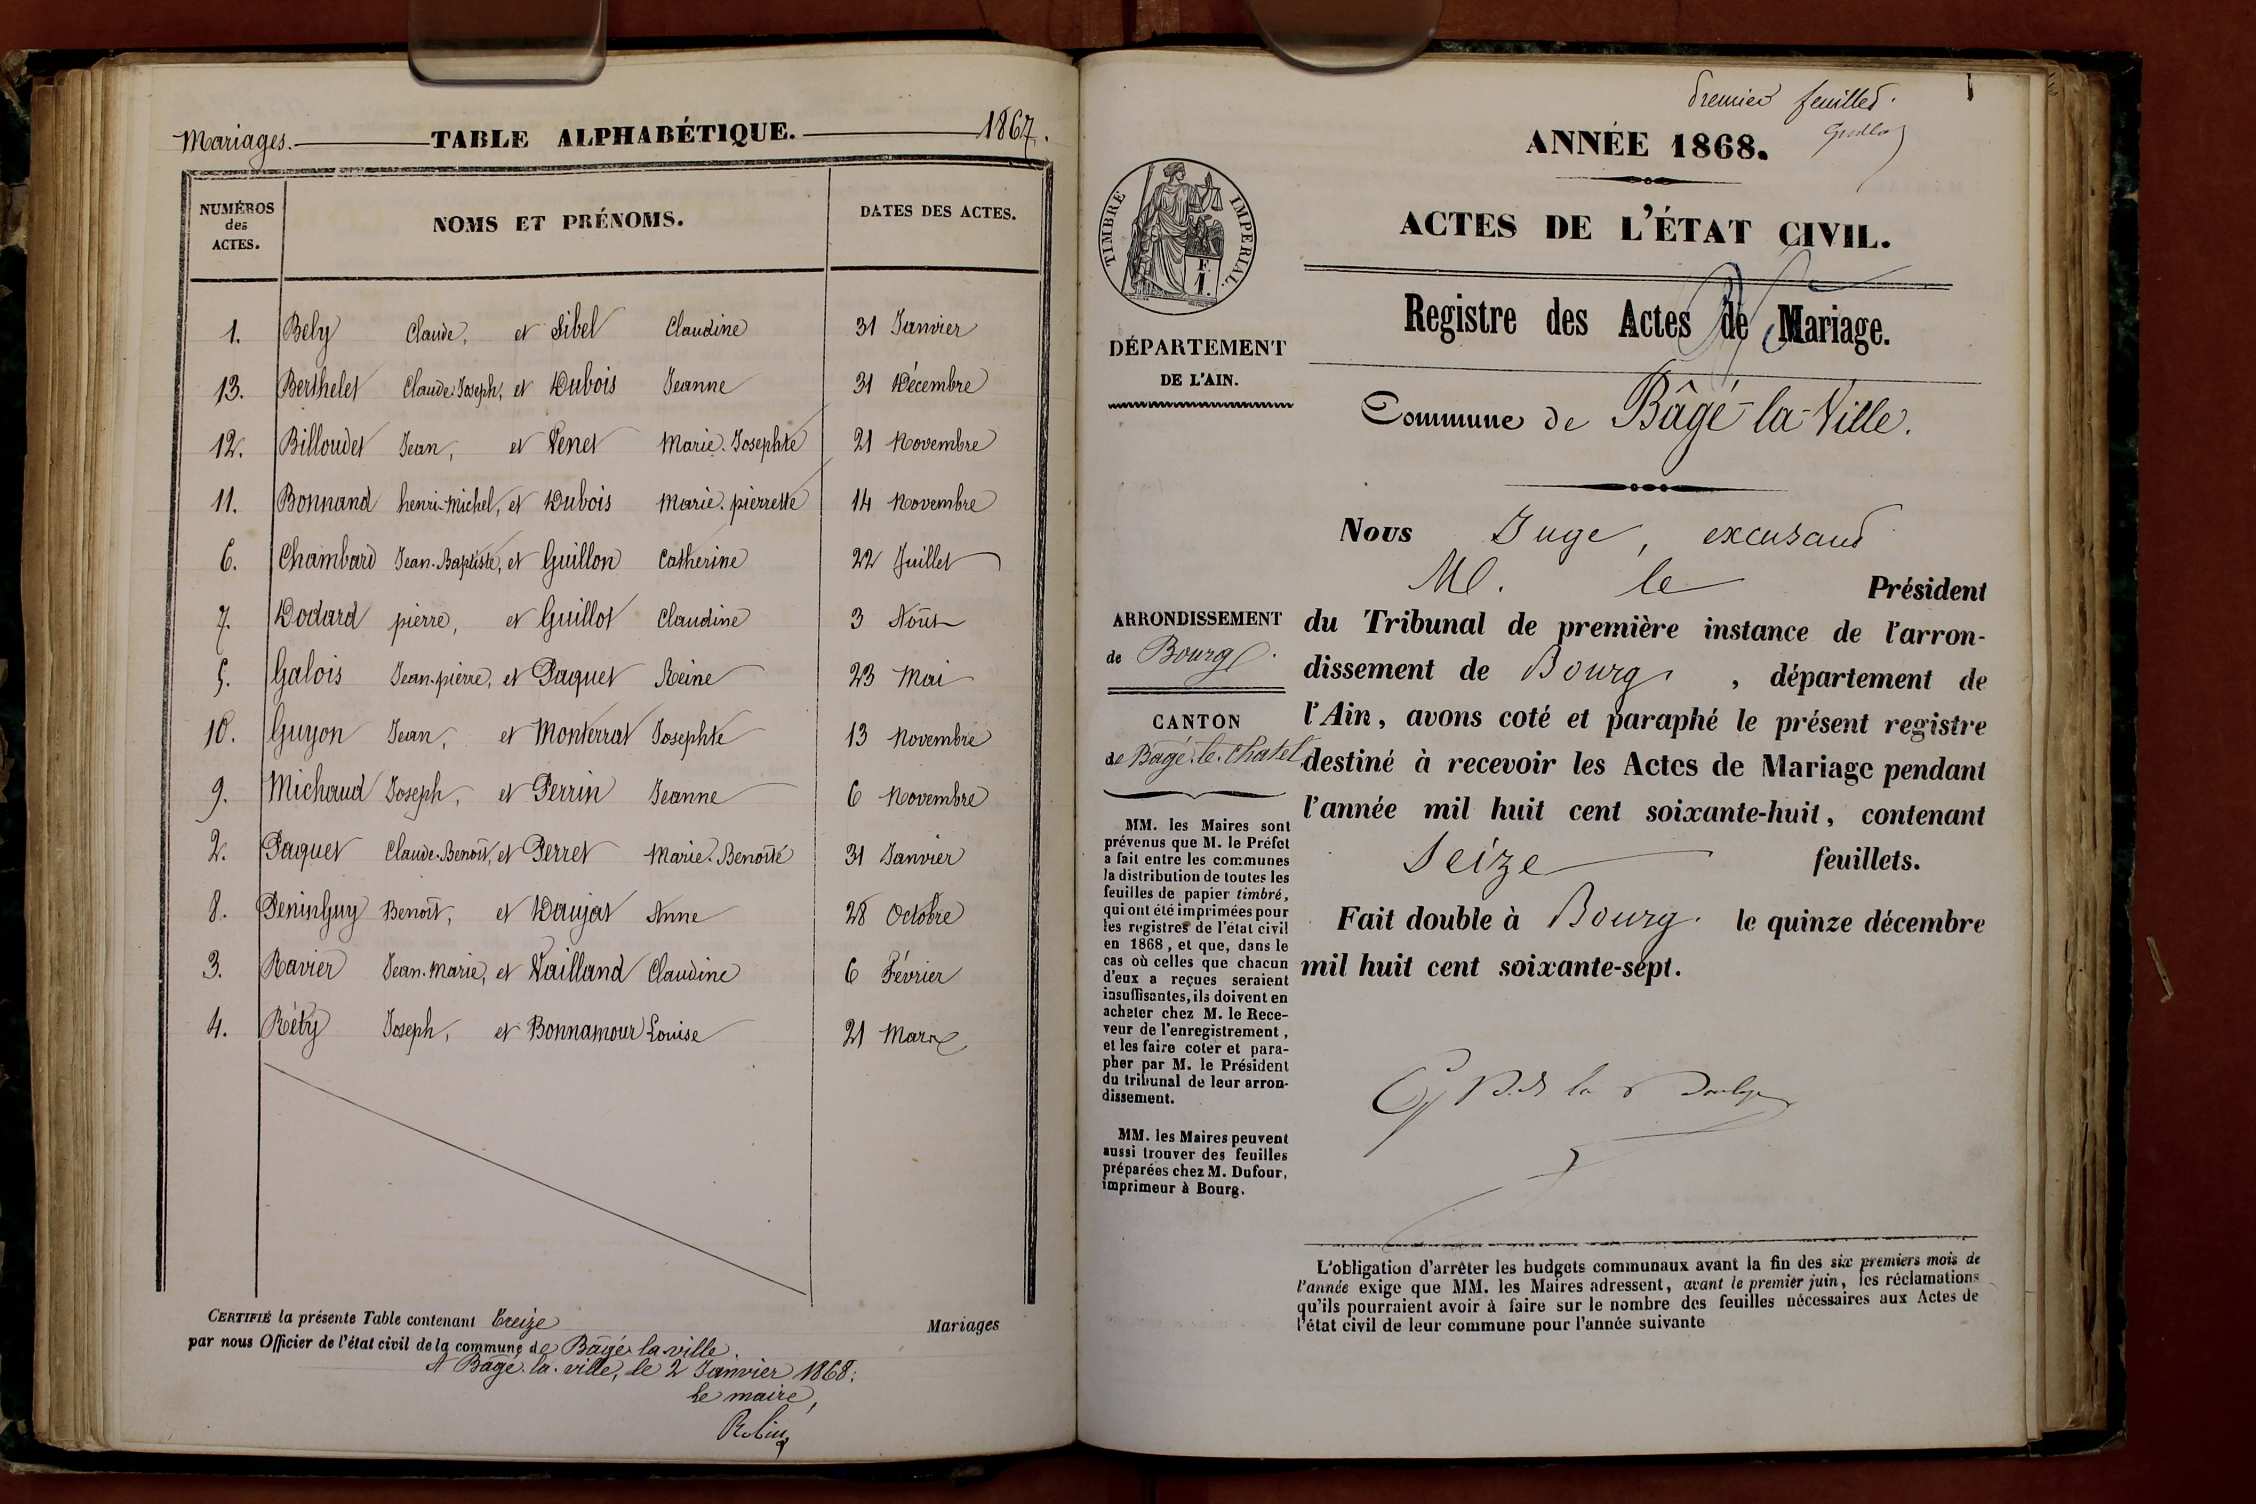 Mariages. TABLE ALPHABÉTIQUE. 1867.
NUMÉROS des ACTES. NOMS ET PRÉNOMS. DATES DES ACTES.
1. Bely Claude, et Sibel Claudine 31 Janvier
13. Berthelet Claude-Joseph, et Dubois Jeanne 31 Décembre
12. Billoudet Jean, et Venet Marie-Josephte 21 Novembre
11. Bonnand henri-Michel, et Dubois Marie-pierrette 14 Novembre
6. Chambard Jean-Baptiste, et Guillon Catherine 22 Juillet
7. Dodard pierre, et Guillot Claudine 3 Août
5. Galois Jean-pierre, et Paquet Reine 23 Mai
10. Guyon Jean, et Monterrat Josephte 13 Novembre
9. Michaud Joseph, et Perrin Jeanne 6 Novembre
2. Paquet Claude-Benoît, et Perret Marie-Benoîte 31 Janvier
8. Peninguy Benoît, et Daujat Anne 28 Octobre
3. Ravier Jean-Marie, et Vailland Claudine 6 Février
4. Réty Joseph, et Bonnamour Louise 21 Mars
CERTIFIÉ la présente Table contenant treize Mariages
par nous Officier de l'état civil de la commune de Bâgé-la-ville.
A Bâgé-la-ville, le 2 Janvier 1868.
le maire,
Robin
premier feuillet.
ANNÉE 1868.
ACTES DE L'ÉTAT CIVIL.
TIMBRE IMPERIAL.
Registre des Actes de Mariage.
DÉPARTEMENT
DE L'AIN.
Commune de Bâgé-la-Ville.
Nous Juge, excusant
M. le Président
du Tribunal de première instance de l'arron-
dissement de Bourg, département de
l'Ain, avons coté et paraphé le présent registre
destiné à recevoir les Actes de Mariage pendant
l'année mil huit cent soixante-huit, contenant
Seize feuillets.
Fait double à Bourg. le quinze décembre
mil huit cent soixante-sept.
ARRONDISSEMENT
de Bourg.
CANTON
de Bâgé-le-Chatel
MM. les Maires sont
prévenus que M. le Préfet
a fait entre les communes
la distribution de toutes les
feuilles de papier timbré,
qui ont été imprimées pour
les registres de l'état civil
en 1868, et que, dans le
cas où celles que chacun
d'eux a reçues seraient
insuffisantes, ils doivent en
acheter chez M. le Rece-
veur de l'enregistrement,
et les faire coter et para-
pher par M. le Président
du tribunal de leur arron-
dissement.
MM. les Maires peuvent
aussi trouver des feuilles
préparées chez M. Dufour,
imprimeur à Bourg.
L'obligation d'arrêter les budgets communaux avant la fin des six premiers mois de
l'année exige que MM. les Maires adressent, avant le premier juin, les réclamations
qu'ils pourraient avoir à faire sur le nombre des feuilles nécessaires aux Actes de
l'état civil de leur commune pour l'année suivante